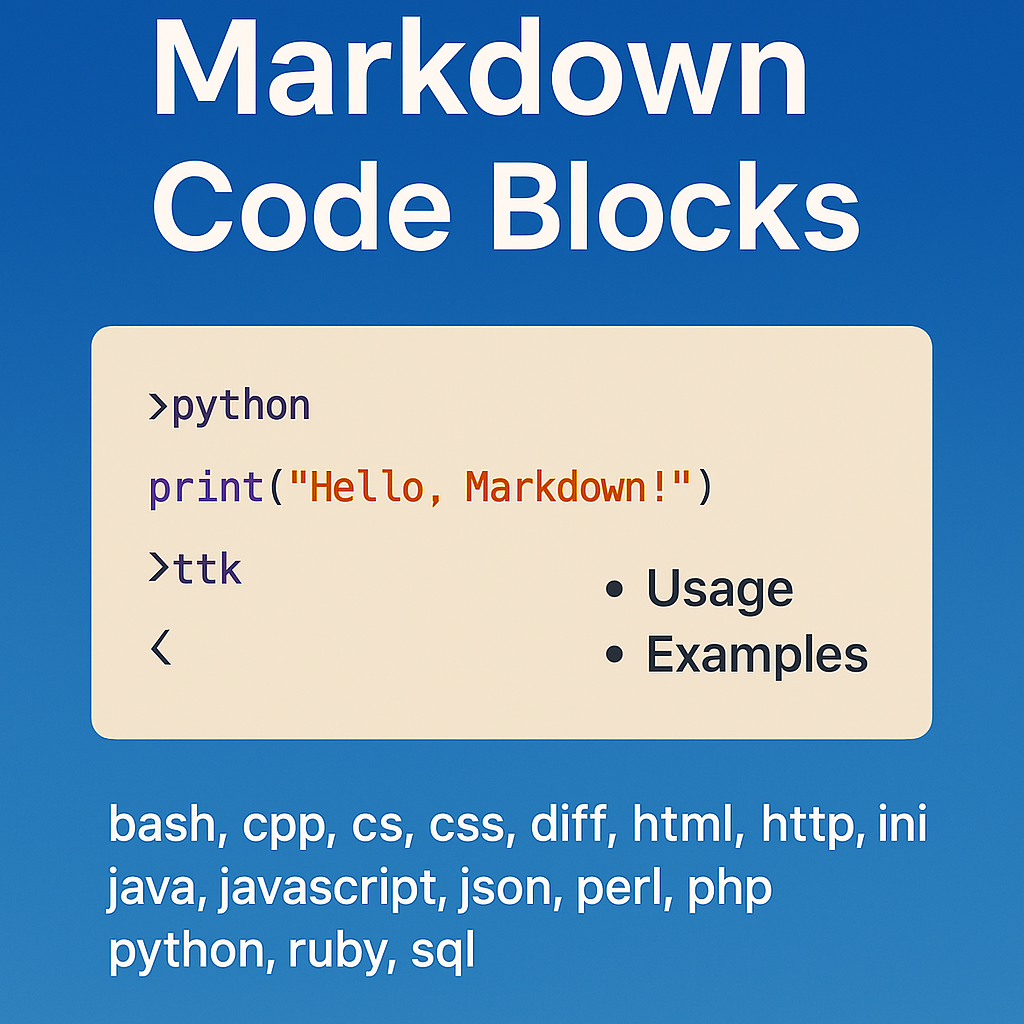 Markdown
Code Blocks
>python
print("Hello, Markdown!")
>ttk
<
• Usage
• Examples
bash, cpp, cs, css, diff, html, http, ini
java, javascript, json, perl, php
python, ruby, sql